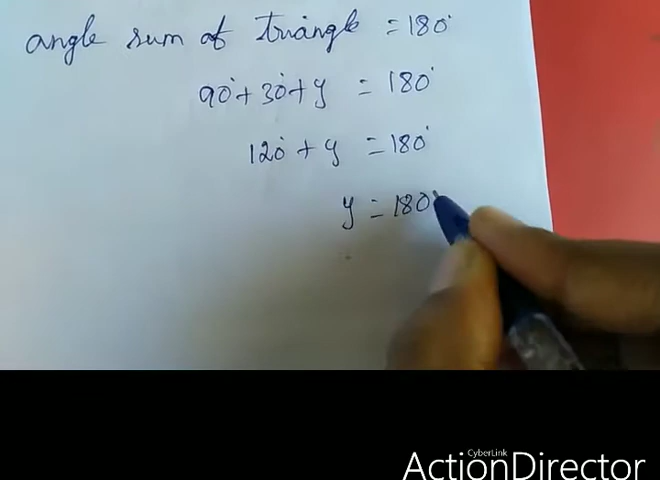 angle sum of triangle = 180°
90° + 30° + y = 180°
120° + y = 180°
y = 180°
CyberLink
ActionDirector